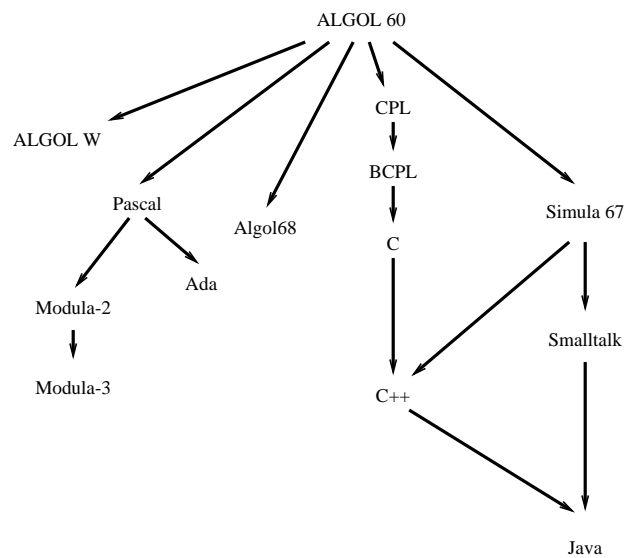 ALGOL 60
CPL
ALGOL W
BCPL
Pascal
Simula 67
Algol68
C
Ada
Modula-2
Smalltalk
Modula-3
C++
Java